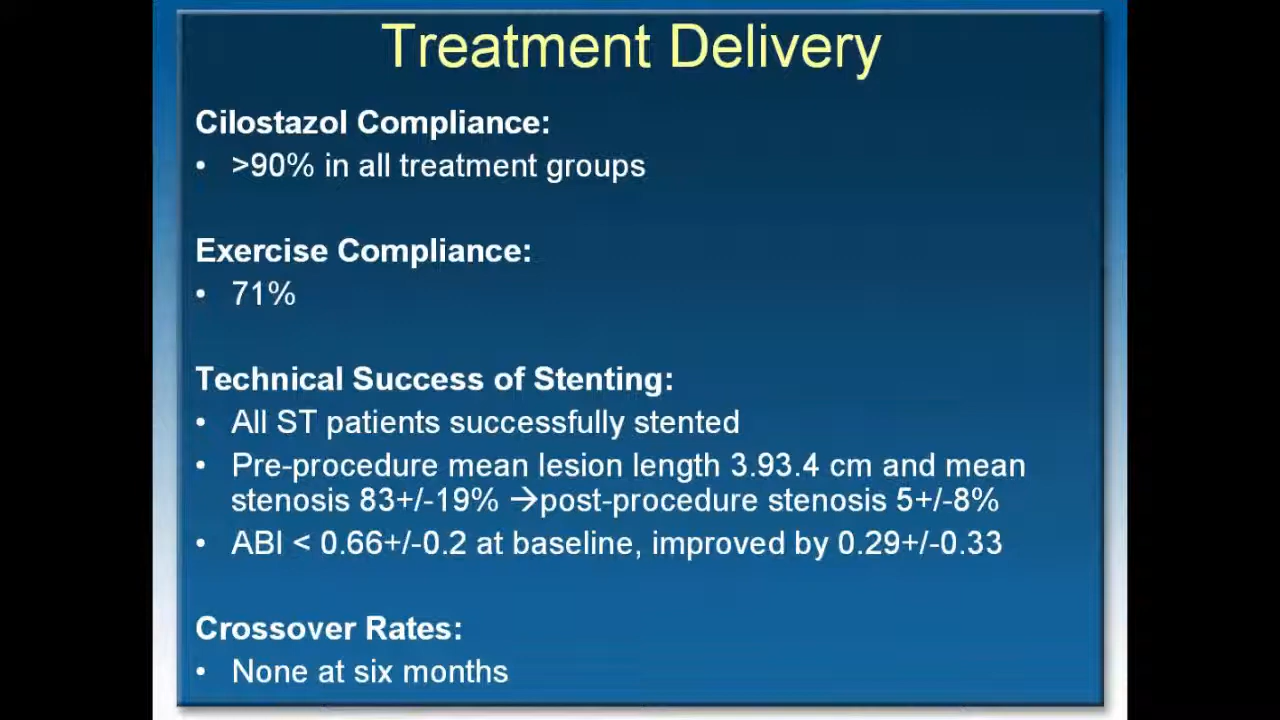 Treatment Delivery
Cilostazol Compliance:
• >90% in all treatment groups
Exercise Compliance:
• 71%
Technical Success of Stenting:
• All ST patients successfully stented
• Pre-procedure mean lesion length 3.93.4 cm and mean
stenosis 83+/-19% →post-procedure stenosis 5+/-8%
• ABI < 0.66+/-0.2 at baseline, improved by 0.29+/-0.33
Crossover Rates:
• None at six months